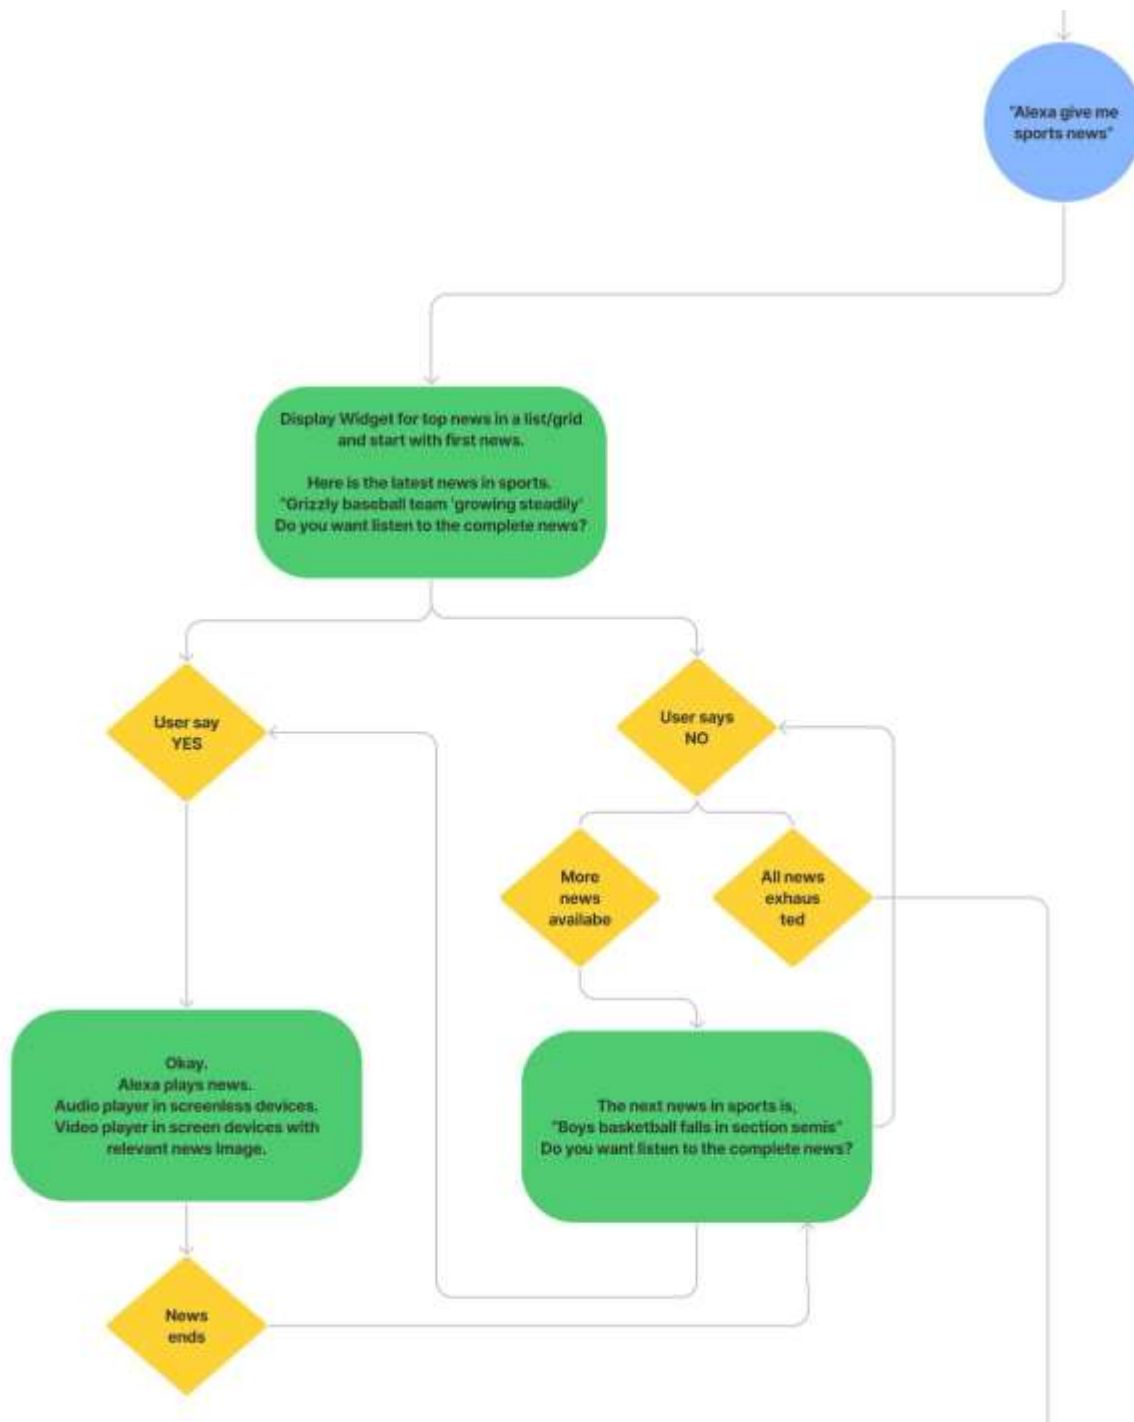 "Alexa give me
sports news"
Display Widget for top news in a list/grid
and start with first news.
Here is the latest news in sports.
"Grizzly baseball team 'growing steadily'
Do you want listen to the complete news?
User say
YES
User says
NO
More
news
availabe
All news
exhaus
ted
Okay.
Alexa plays news.
Audio player in screenless devices.
Video player in screen devices with
relevant news image.
The next news in sports is,
"Boys basketball falls in section semis"
Do you want listen to the complete news?
News
ends